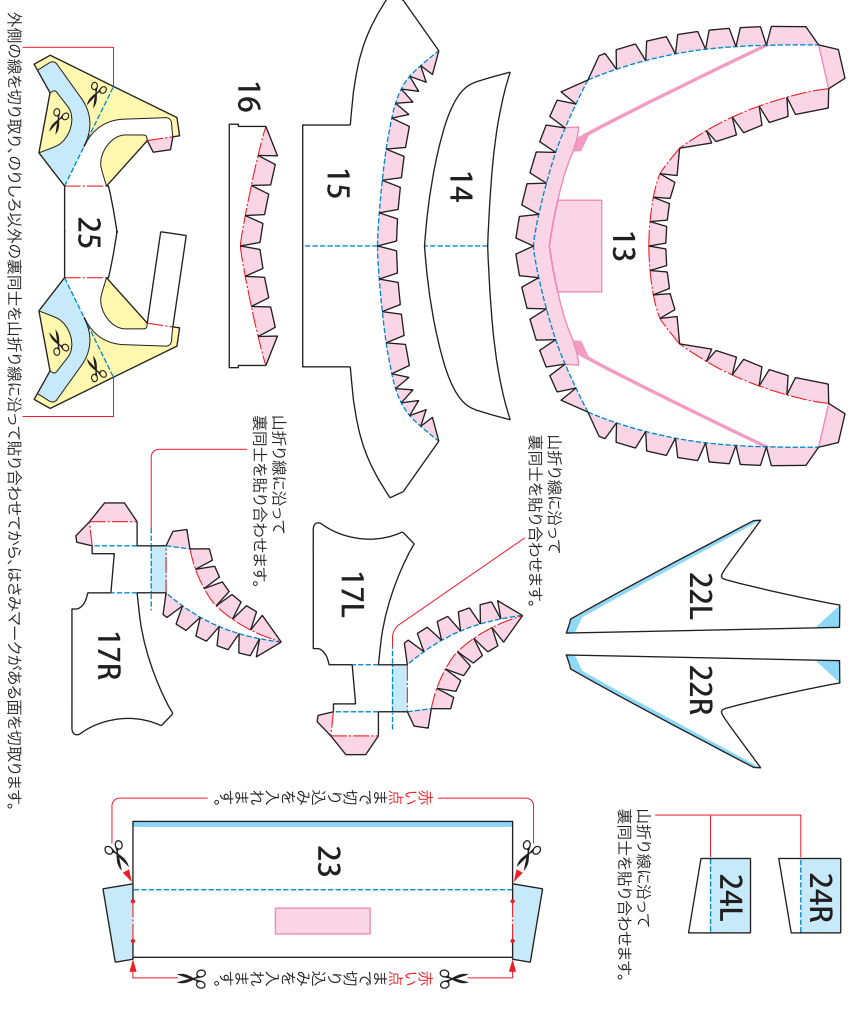 13
14
15
16
25
外側の線を切り取り、のりしろ以外の裏同士を山折り線に沿って貼り合わせてから、はさみマークがある面を切取ります。
山折り線に沿って
裏同士を貼り合わせます。
17R
山折り線に沿って
裏同士を貼り合わせます。
17L
22L
22R
赤い点まで切り込みを入れます。
23
赤い点まで切り込みを入れます。
山折り線に沿って
裏同士を貼り合わせます。
24R
24L